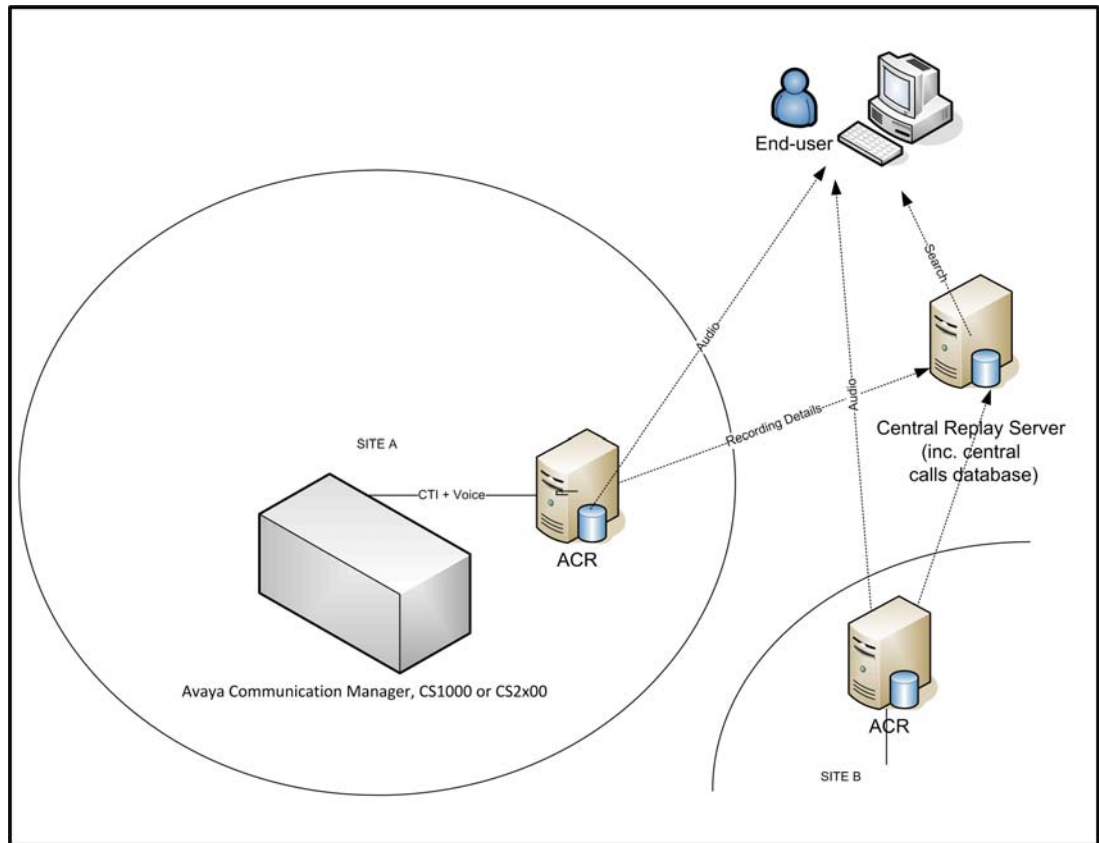 End-user
Search
Audio
Audio
Recording Details
Central Replay Server
(inc. central
calls database)
SITE A
CTI + Voice
ACR
Avaya Communication Manager, CS1000 or CS2x00
ACR
SITE B